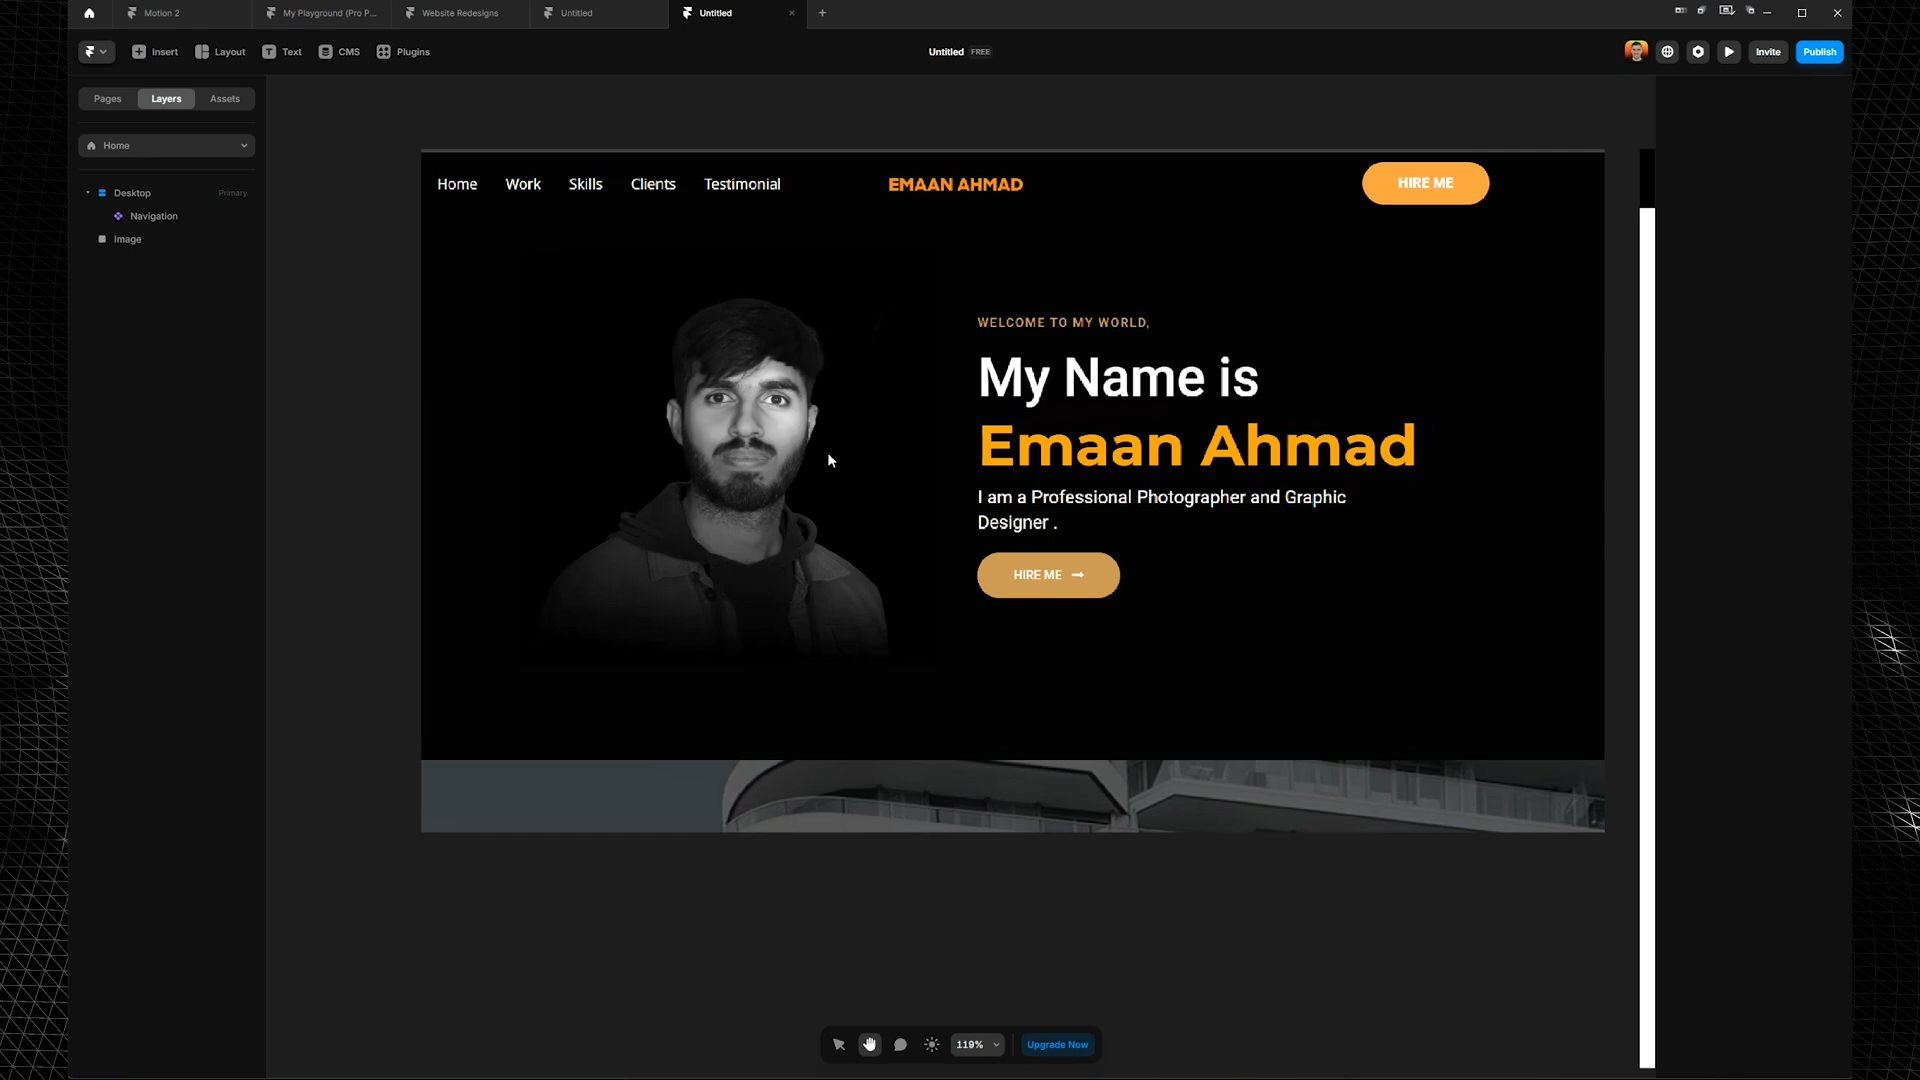 Motion 2
My Playground (Pro P...
Website Redesigns
Untitled
Untitled
Insert
Layout
Text
CMS
Plugins
Untitled FREE
Invite
Publish
Pages
Layers
Assets
Home
Desktop
Primary
Navigation
Image
Home
Work
Skills
Clients
Testimonial
EMAAN AHMAD
HIRE ME
WELCOME TO MY WORLD,
My Name is
Emaan Ahmad
I am a Professional Photographer and Graphic
Designer .
HIRE ME
119%
Upgrade Now